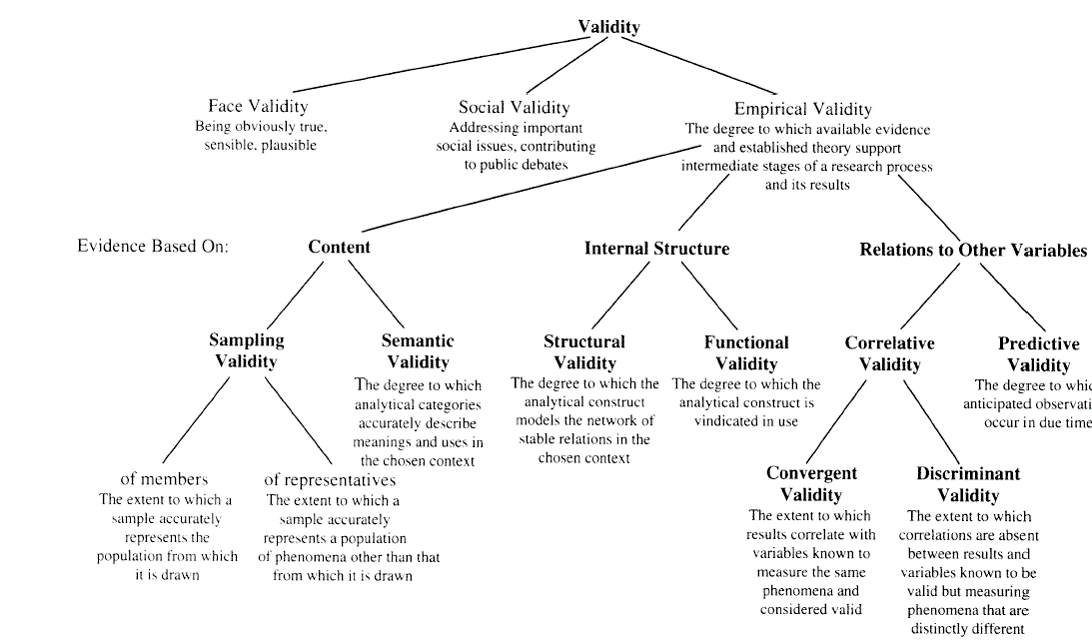 Validity
Face Validity
Being obviously true,
sensible, plausible
Social Validity
Addressing important
social issues, contributing
to public debates
Empirical Validity
The degree to which available evidence
and established theory support
intermediate stages of a research process
and its results
Evidence Based On:
Content
Internal Structure
Relations to Other Variables
Sampling
Validity
Semantic
Validity
The degree to which
analytical categories
accurately describe
meanings and uses in
the chosen context
Structural
Validity
The degree to which the
analytical construct
models the network of
stable relations in the
chosen context
Functional
Validity
The degree to which the
analytical construct is
vindicated in use
Correlative
Validity
Predictive
Validity
The degree to
anticipated
occur in due time
of members
The extent to which a
sample accurately
represents the
population from which
it is drawn
of representatives
The extent to which a
sample accurately
represents a population
of phenomena other than that
from which it is drawn
Convergent
Validity
The extent to which
results correlate with
variables known to
measure the same
phenomena and
considered valid
Discriminant
Validity
The extent to which
correlations are absent
between results and
variables known to be
valid but measuring
phenomena that are
distinctly different